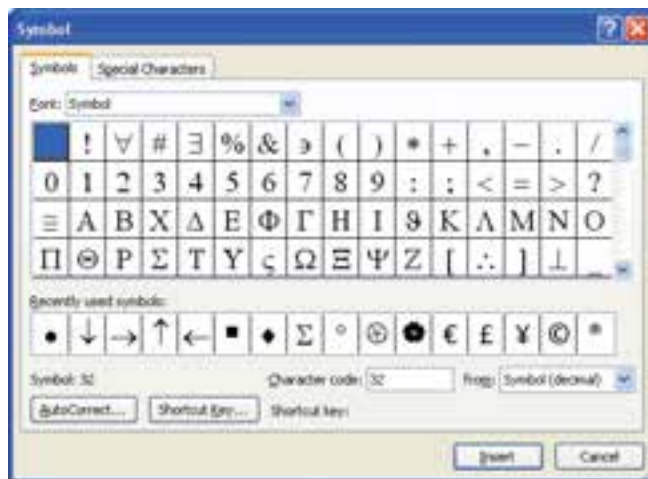 Symbol
Symbols Special Characters
Font: Symbol
! ∀ # ∃ % & ∍ ( ) * + , − . /
0 1 2 3 4 5 6 7 8 9 : ; < = > ?
≅ Α Β Χ Δ Ε Φ Γ Η Ι ϑ Κ Λ Μ Ν Ο
Π Θ Ρ Σ Τ Υ ς Ω Ξ Ψ Ζ [ ∴ ] ⊥ _
Recently used symbols:
● ↓ → ↑ ← ■ ♦ Σ ° € £ ¥ ©
Symbol: 32 Character code: 32 from: Symbol (decimal)
AutoCorrect... Shortcut Key... Shortcut key:
Insert Cancel